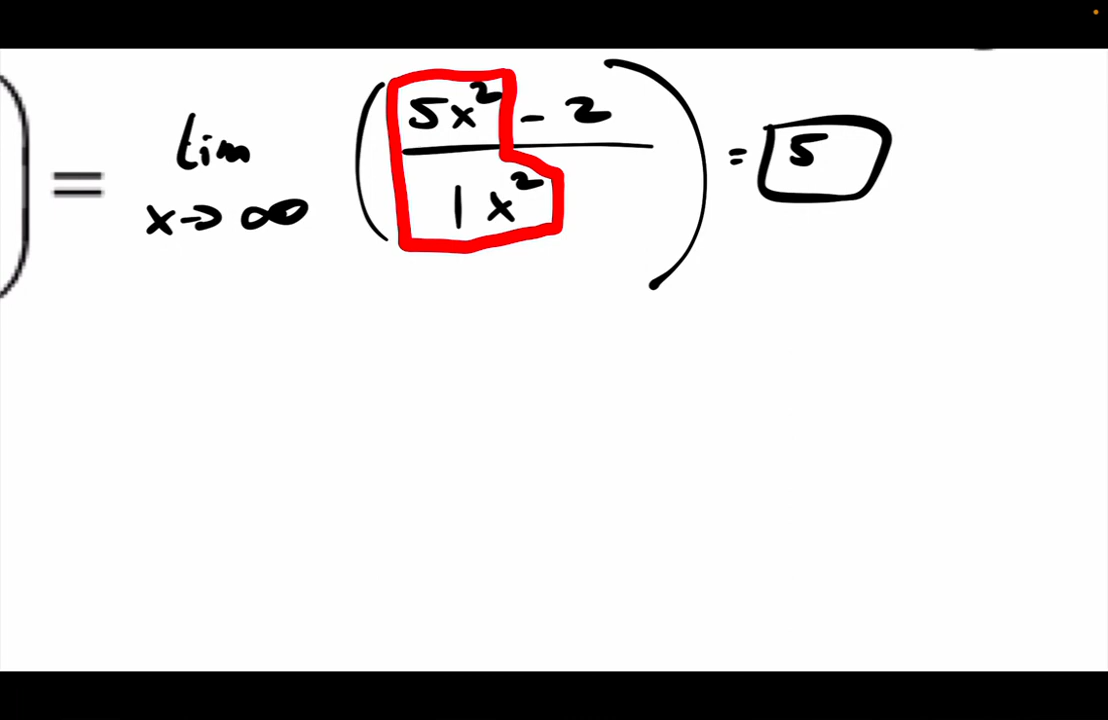 = lim x→∞ ( (5x² - 2) / (1x²) ) = 5